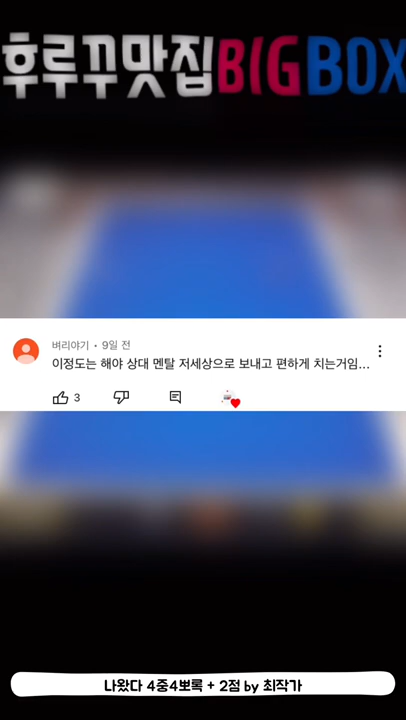 후루꾸맛집BIGBOX
벼리야기 • 9일 전
이정도는 해야 상대 멘탈 저세상으로 보내고 편하게 치는거임...
3
나왔다 4중4뽀록 + 2점 by 최작가